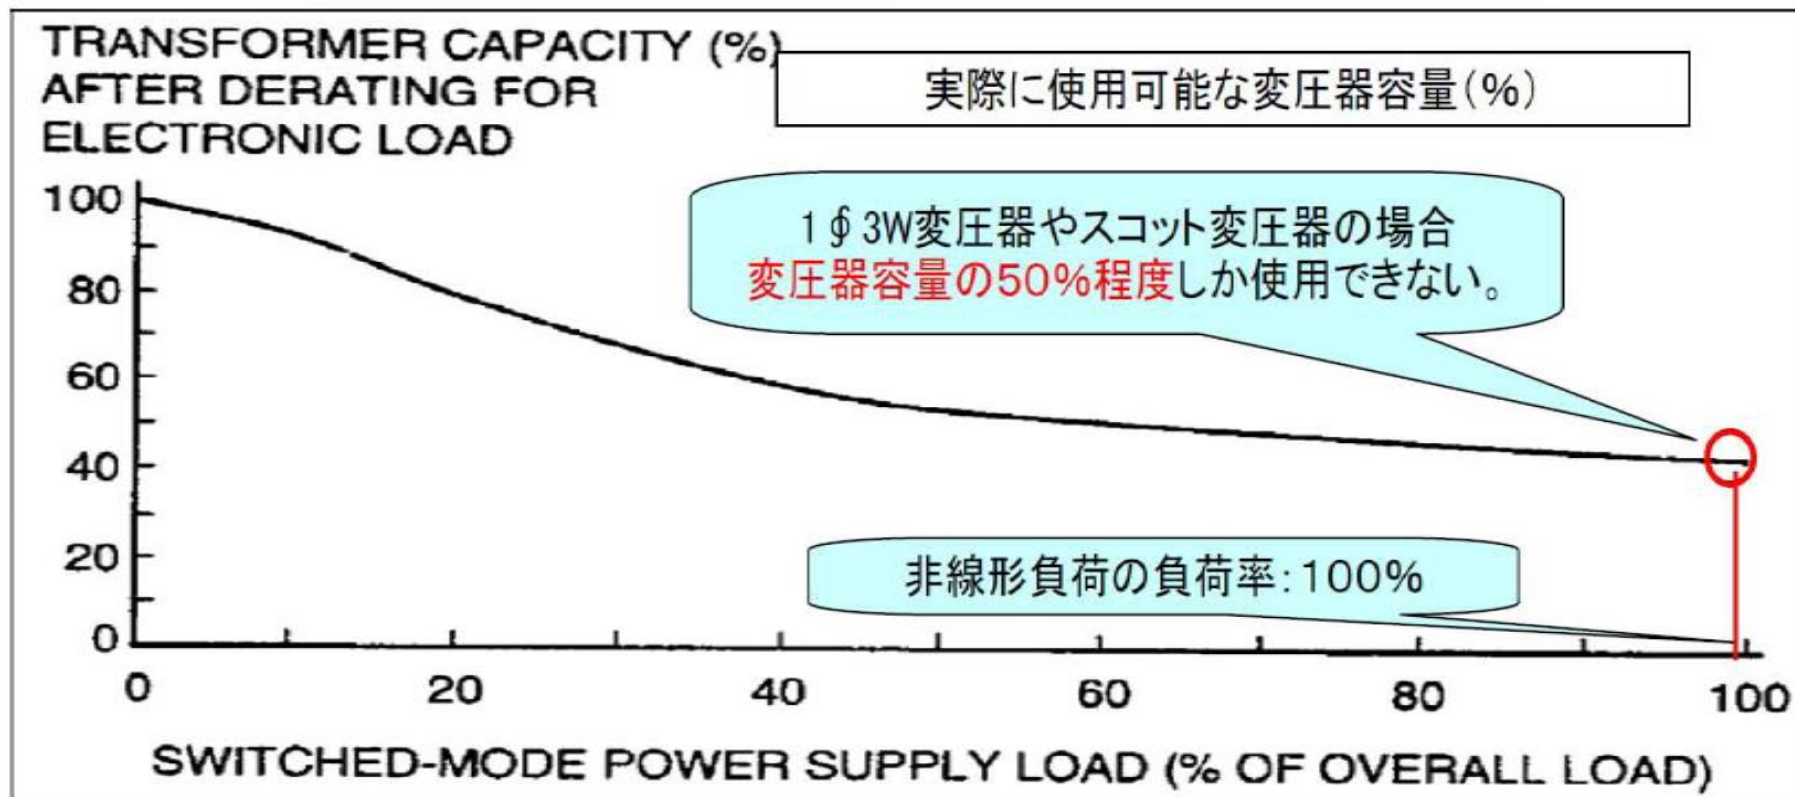 TRANSFORMER CAPACITY (%)
AFTER DERATING FOR
ELECTRONIC LOAD
実際に使用可能な変圧器容量(%)
1∮3W変圧器やスコット変圧器の場合
変圧器容量の50%程度しか使用できない。
100
80
60
40
20
0
非線形負荷の負荷率:100%
0 20 40 60 80 100
SWITCHED-MODE POWER SUPPLY LOAD (% OF OVERALL LOAD)